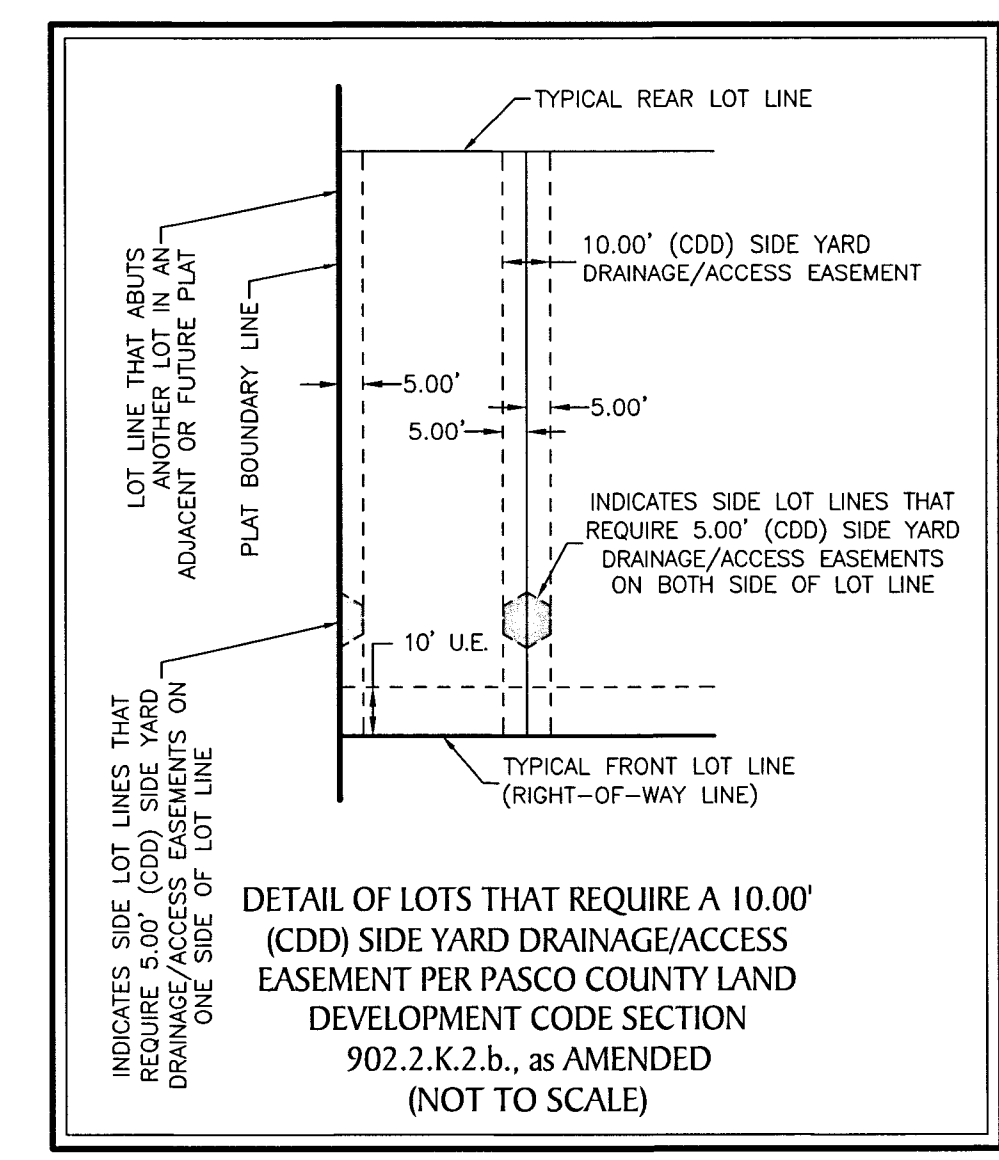 TYPICAL REAR LOT LINE
LOT LINE THAT ABUTS
ANOTHER LOT IN AN
ADJACENT OR FUTURE PLAT
PLAT BOUNDARY LINE
10.00' (CDD) SIDE YARD
DRAINAGE/ACCESS EASEMENT
5.00'
5.00'
5.00'
INDICATES SIDE LOT LINES THAT
REQUIRE 5.00' (CDD) SIDE YARD
DRAINAGE/ACCESS EASEMENTS
ON BOTH SIDE OF LOT LINE
10' U.E.
TYPICAL FRONT LOT LINE
(RIGHT-OF-WAY LINE)
INDICATES SIDE LOT LINES THAT
REQUIRE 5.00' (CDD) SIDE YARD
DRAINAGE/ACCESS EASEMENTS ON
ONE SIDE OF LOT LINE
DETAIL OF LOTS THAT REQUIRE A 10.00'
(CDD) SIDE YARD DRAINAGE/ACCESS
EASEMENT PER PASCO COUNTY LAND
DEVELOPMENT CODE SECTION
902.2.K.2.b., as AMENDED
(NOT TO SCALE)